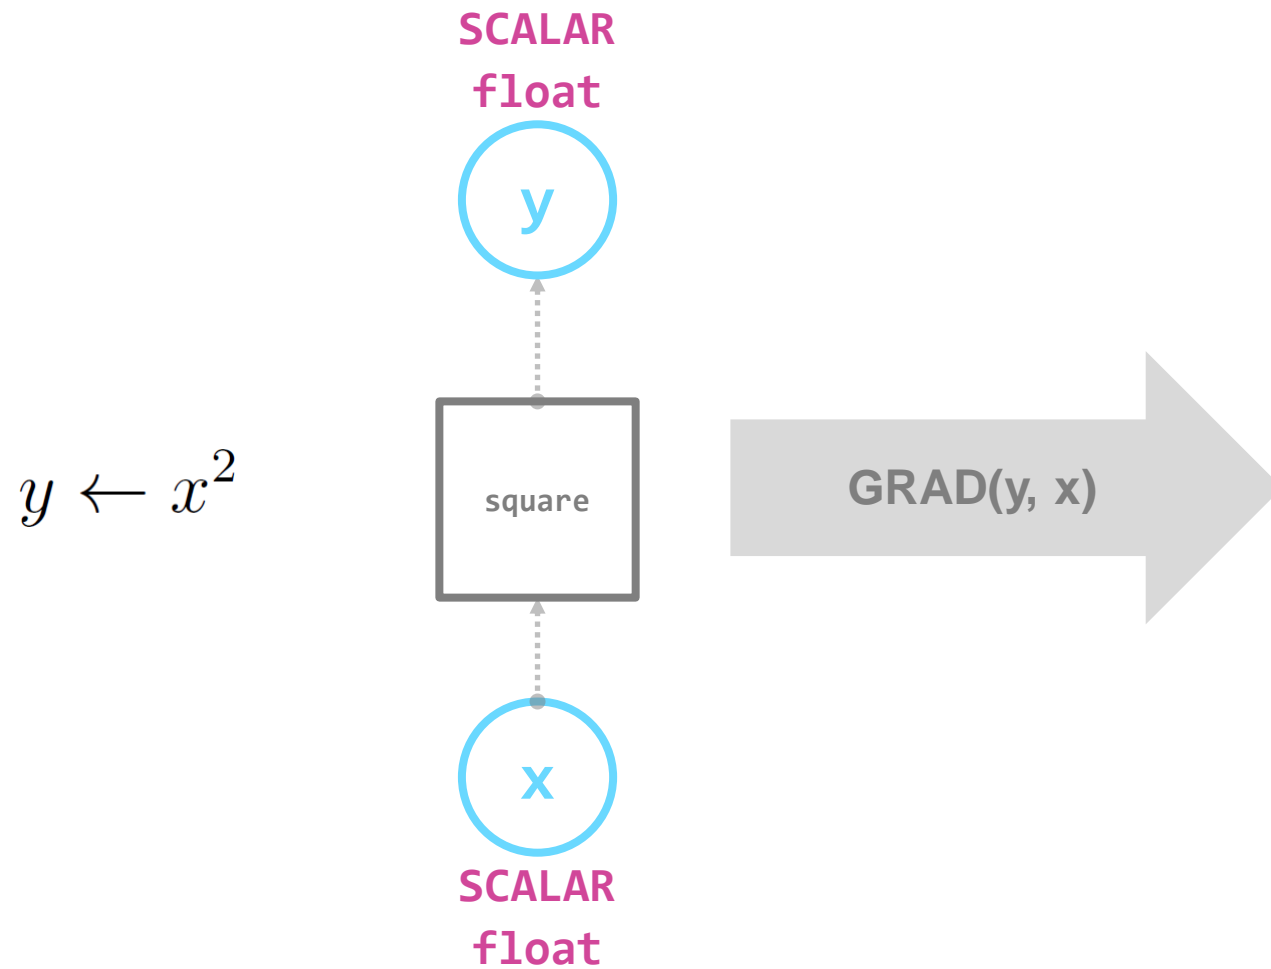 SCALAR
float
y
y ← x²
square
GRAD(y, x)
x
SCALAR
float